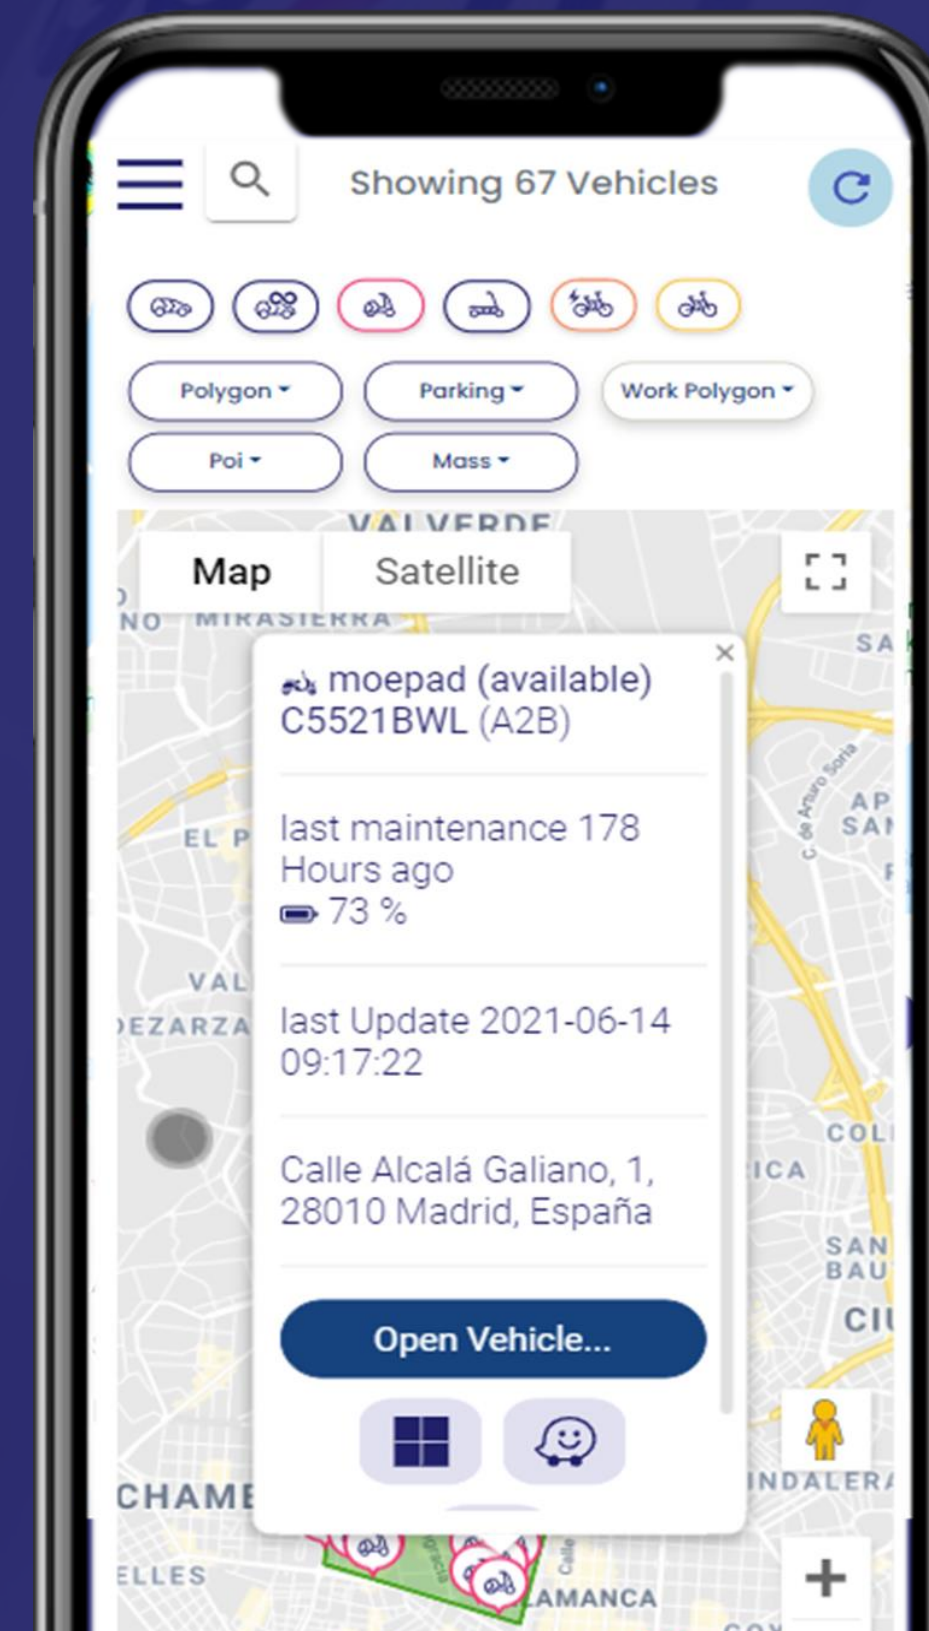 Showing 67 Vehicles
Polygon
Parking
Work Polygon
Poi
Mass
VALVERDE
Map
Satellite
NO
MIRASIERRA
SA
moepad (available)
C5521BWL (A2B)
C. de Arturo Soria
AP
SAN
EL P
last maintenance 178
Hours ago
73 %
VAL
DEZARZA
last Update 2021-06-14
09:17:22
COL
ICA
Calle Alcalá Galiano, 1,
28010 Madrid, España
SAN
BAU
CIU
Open Vehicle...
INDALERA
CHAMB
ELLES
Calle
AMANCA